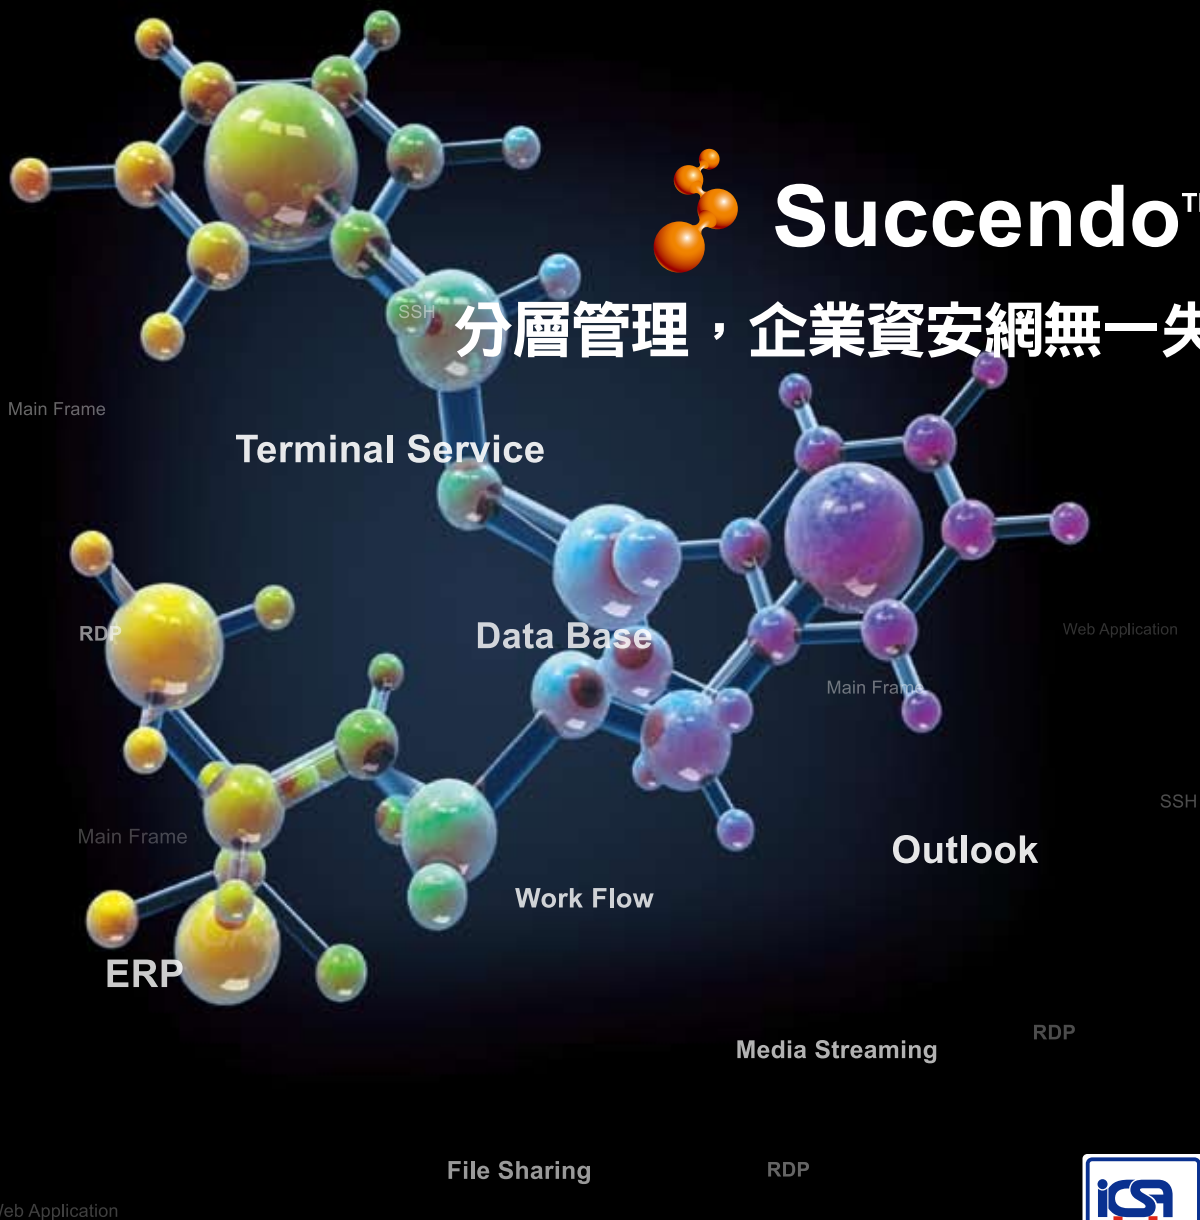 Succendo™
SSH
分層管理，企業資安網無一失
Main Frame
Terminal Service
RDP
Data Base
Web Application
Main Frame
SSH
Main Frame
Outlook
Work Flow
ERP
RDP
Media Streaming
File Sharing
RDP
iCSA
Web Application